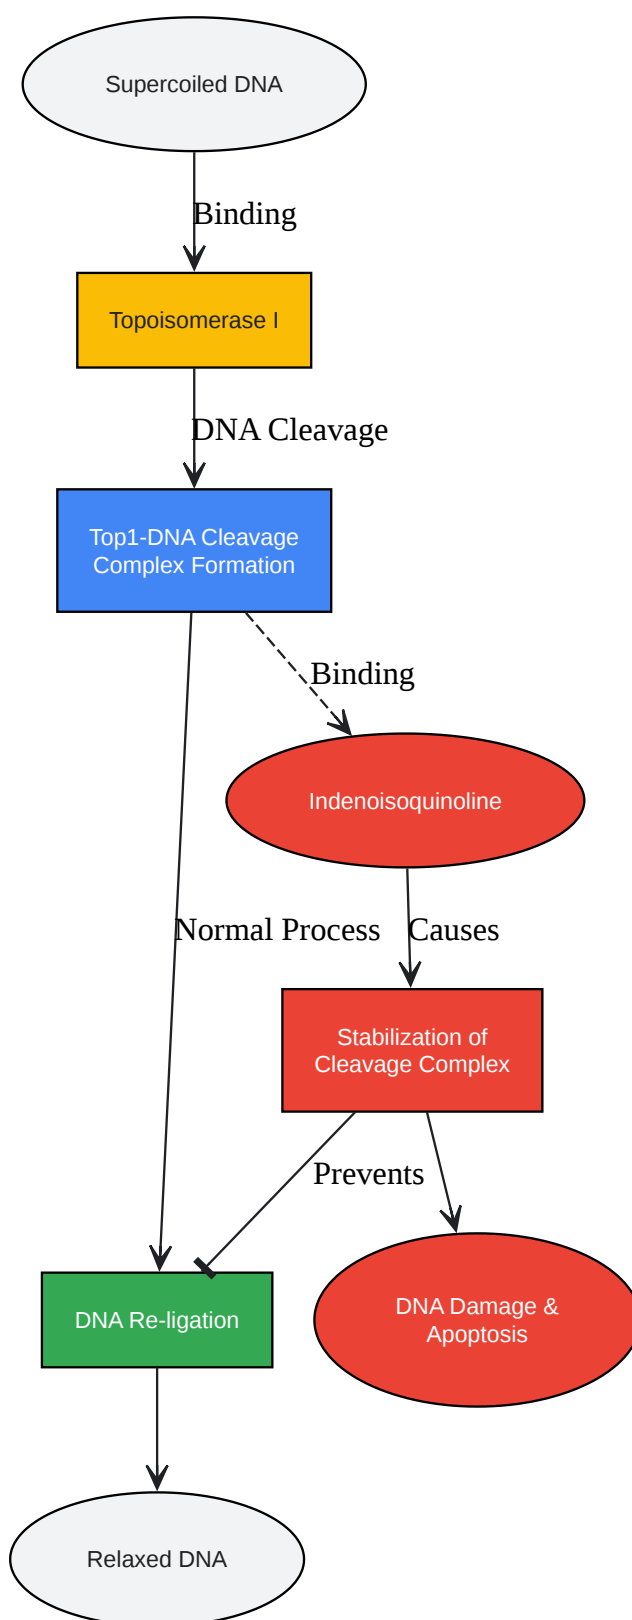 Supercoiled DNA
Binding
Topoisomerase I
DNA Cleavage
Top1-DNA Cleavage
Complex Formation
Binding
Indenoisoquinoline
Normal Process
Causes
Stabilization of
Cleavage Complex
Prevents
DNA Re-ligation
DNA Damage &
Apoptosis
Relaxed DNA